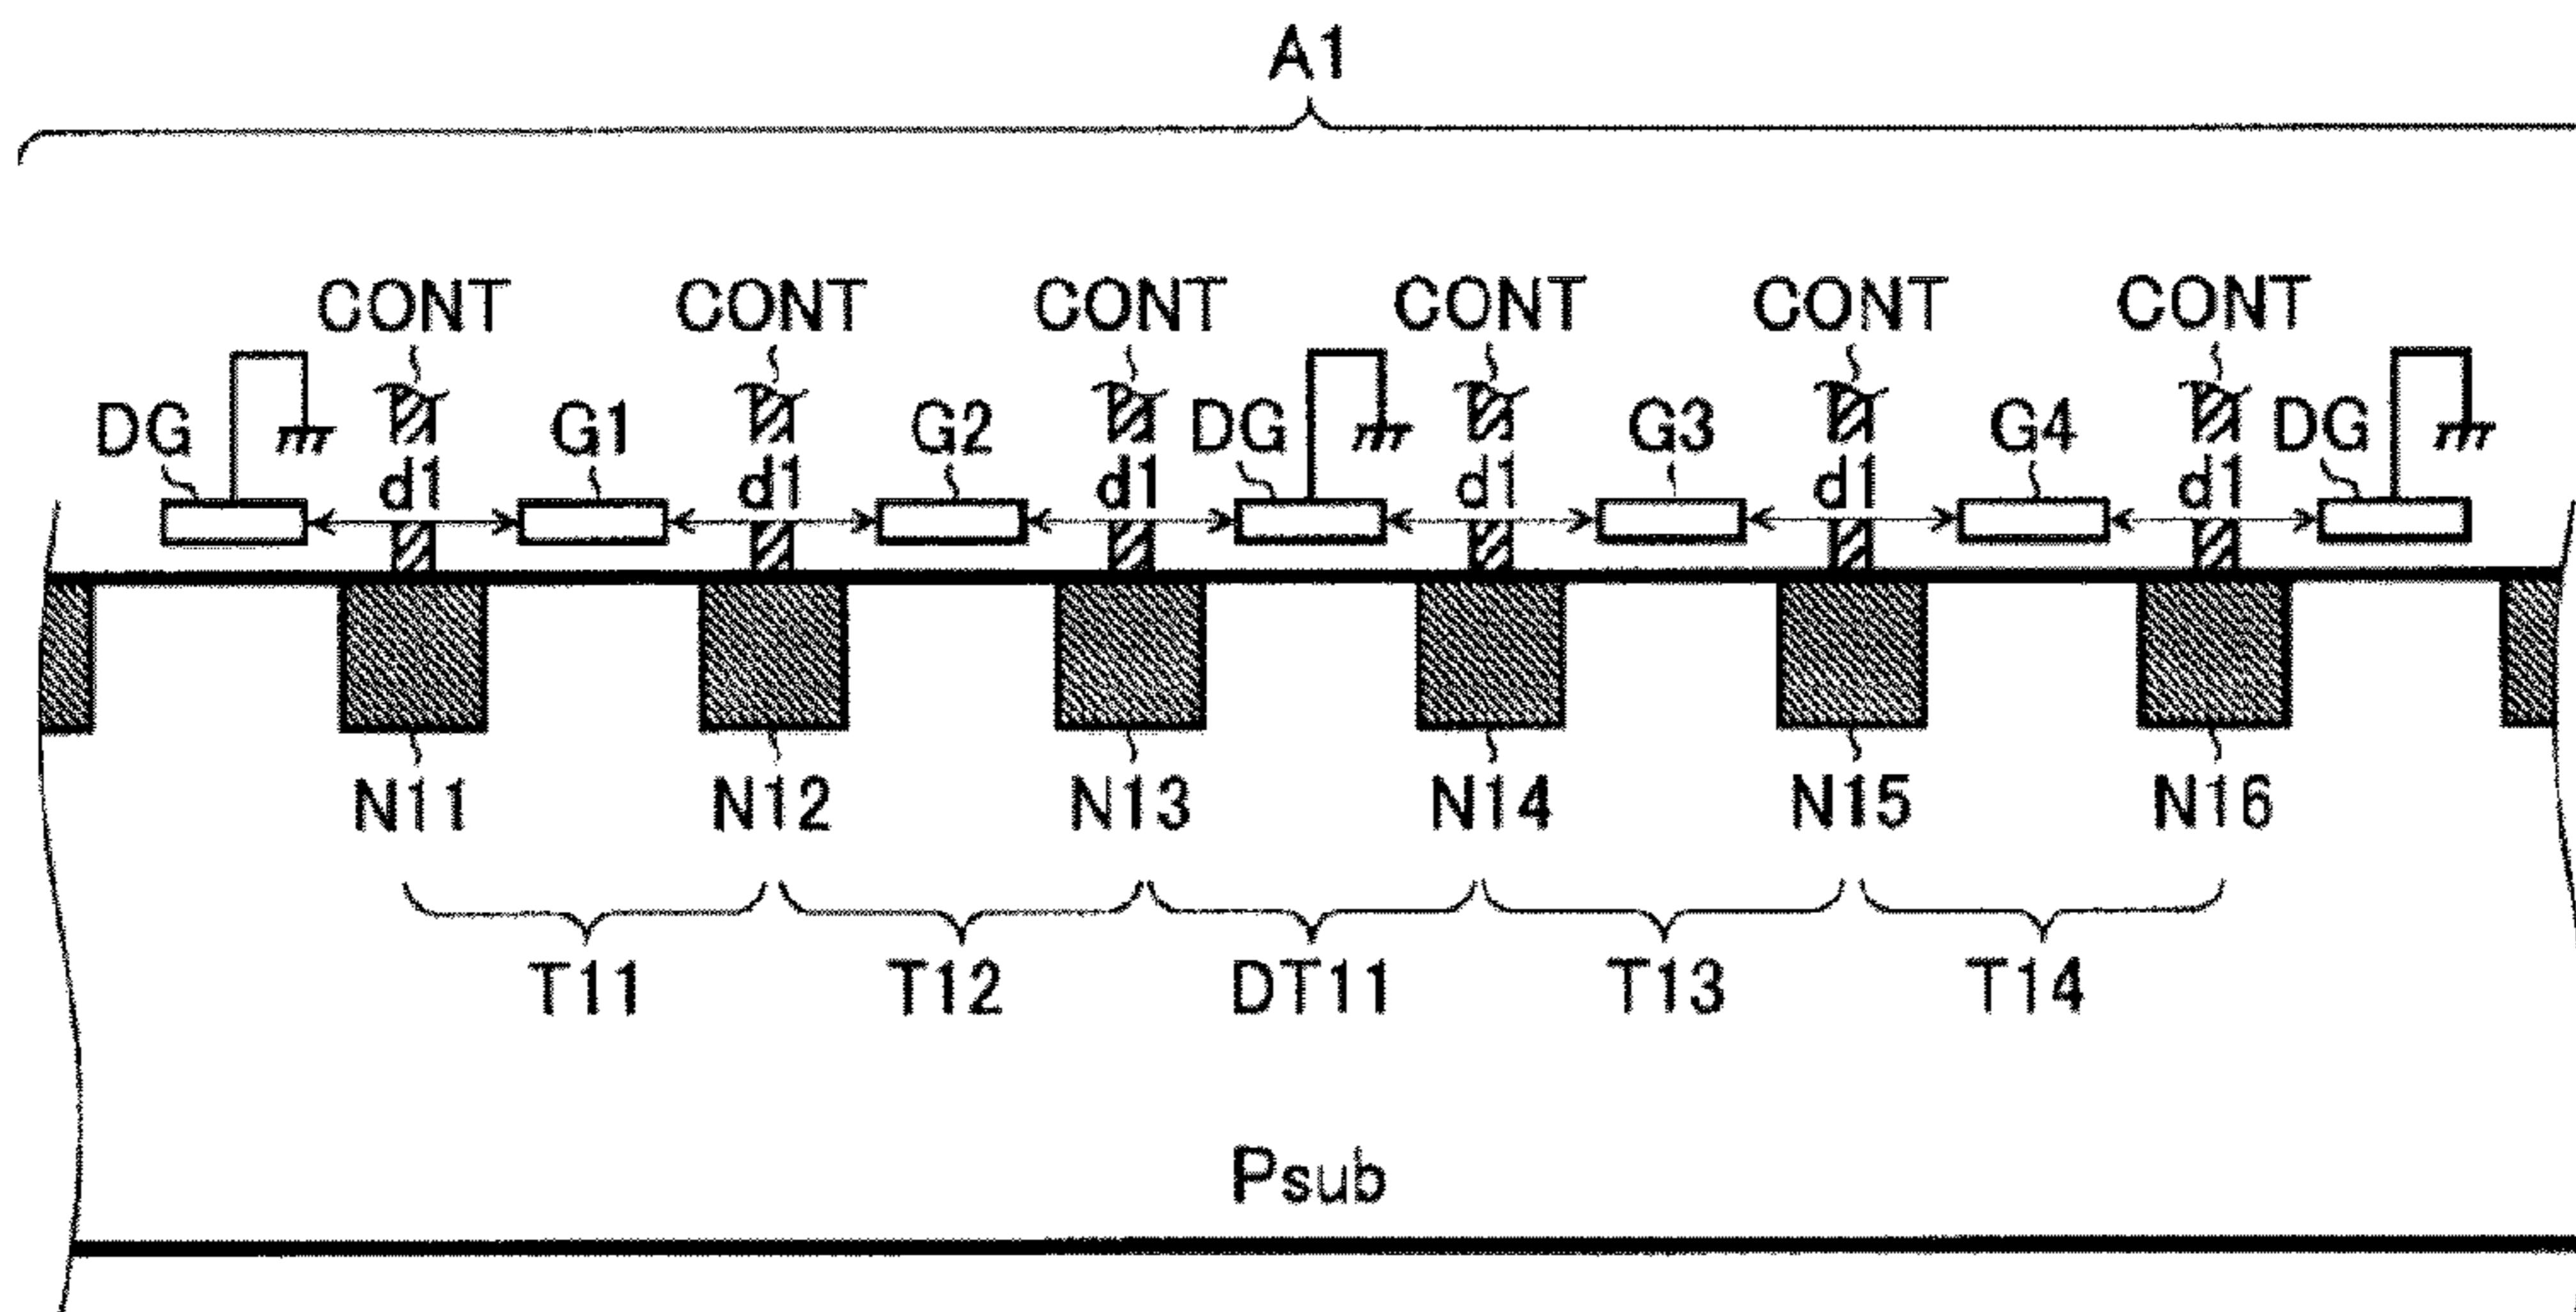 A1
CONT CONT CONT CONT CONT CONT
DG G1 G2 DG G3 G4 DG
d1 d1 d1 d1 d1 d1
N11 N12 N13 N14 N15 N16
T11 T12 DT11 T13 T14
Psub